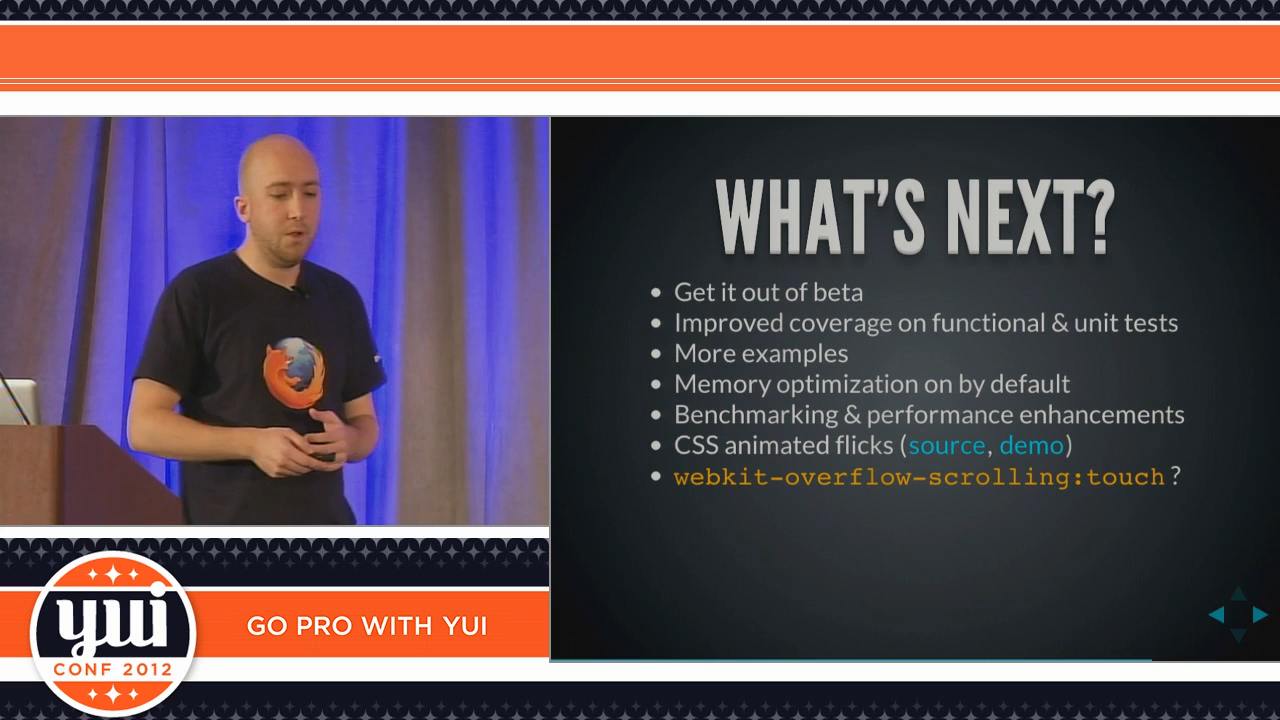 WHAT'S NEXT?
• Get it out of beta
• Improved coverage on functional & unit tests
• More examples
• Memory optimization on by default
• Benchmarking & performance enhancements
• CSS animated flicks (source, demo)
• webkit-overflow-scrolling:touch ?
yui
CONF 2012
GO PRO WITH YUI